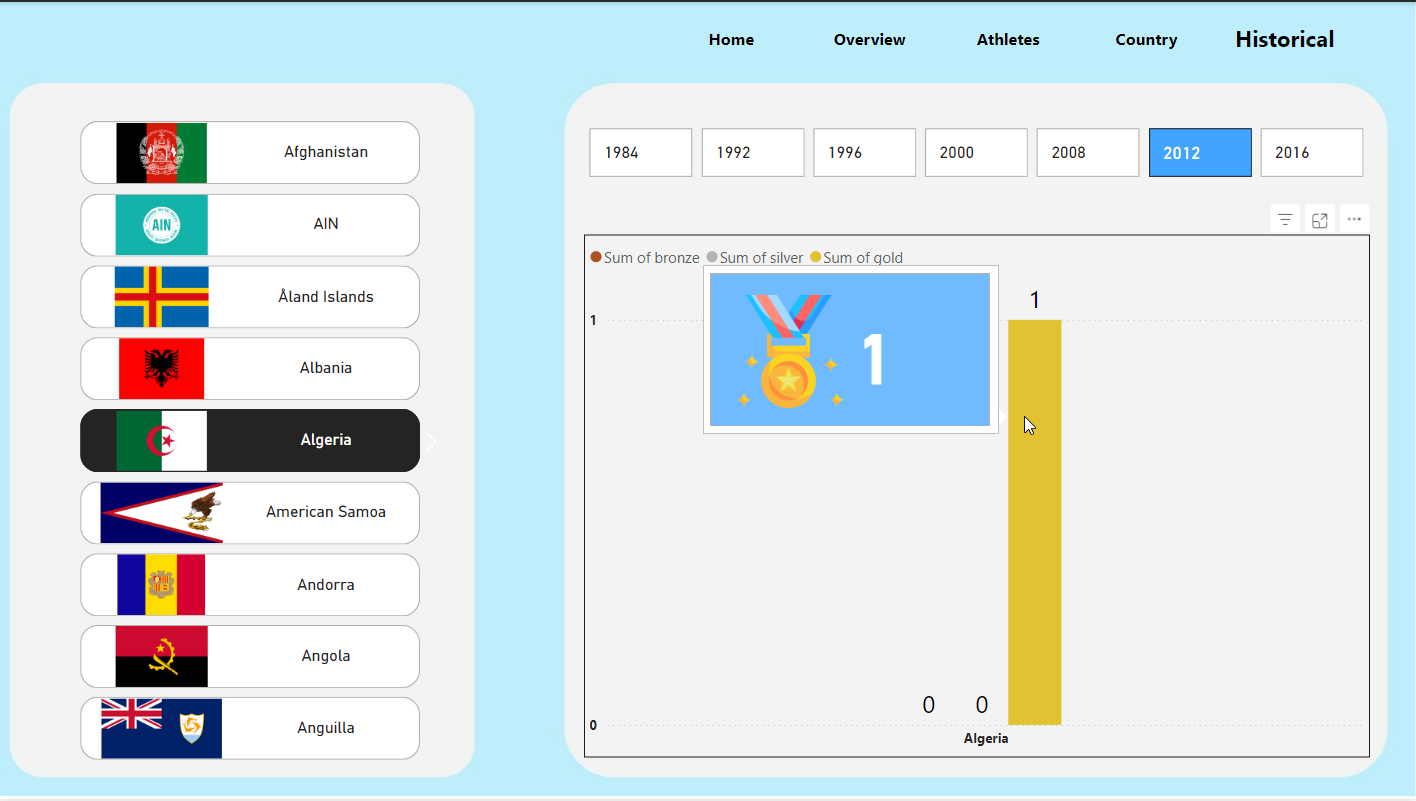 Home Overview Athletes Country Historical
Afghanistan
AIN
AIN
Åland Islands
Albania
Algeria
American Samoa
Andorra
Angola
Anguilla
1984 1992 1996 2000 2008 2012 2016
Sum of bronze Sum of silver Sum of gold
1
1
1
0 0
0
Algeria